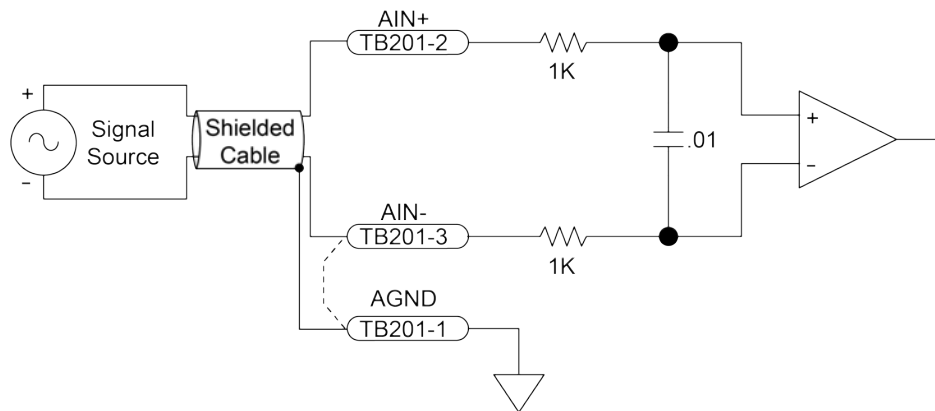 AIN+
TB201-2
1K
+
Signal
Source
−
Shielded
Cable
.01
+
−
AIN-
TB201-3
1K
AGND
TB201-1